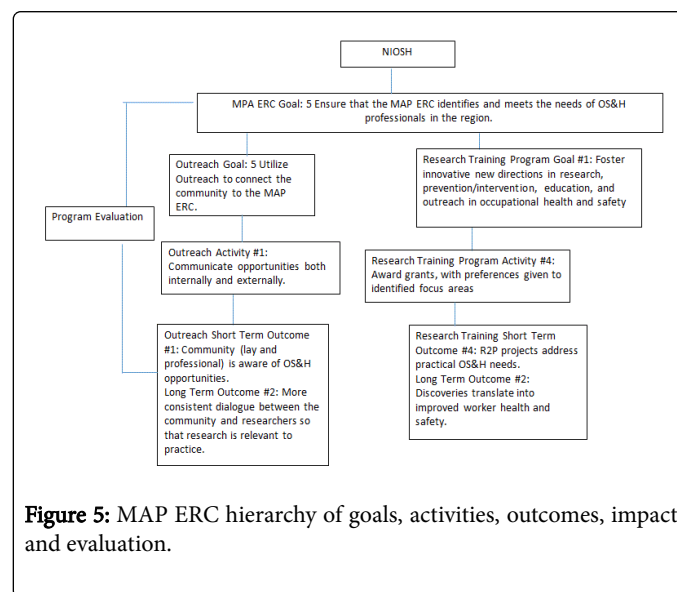 NIOSH
MPA ERC Goal: 5 Ensure that the MAP ERC identifies and meets the needs of OS&H
professionals in the region.
Outreach Goal: 5 Utilize
Outreach to connect the
community to the MAP
ERC.
Research Training Program Goal #1: Foster
innovative new directions in research,
prevention/intervention, education, and
outreach in occupational health and safety
Program Evaluation
Outreach Activity #1:
Communicate opportunities both
internally and externally.
Research Training Program Activity #4:
Award grants, with preferences given to
identified focus areas
Outreach Short Term Outcome
#1: Community (lay and
professional) is aware of OS&H
opportunities.
Long Term Outcome #2: More
consistent dialogue between the
community and researchers so
that research is relevant to
practice.
Research Training Short Term
Outcome #4: R2P projects address
practical OS&H needs.
Long Term Outcome #2:
Discoveries translate into
improved worker health and
safety.
Figure 5: MAP ERC hierarchy of goals, activities, outcomes, impact
and evaluation.